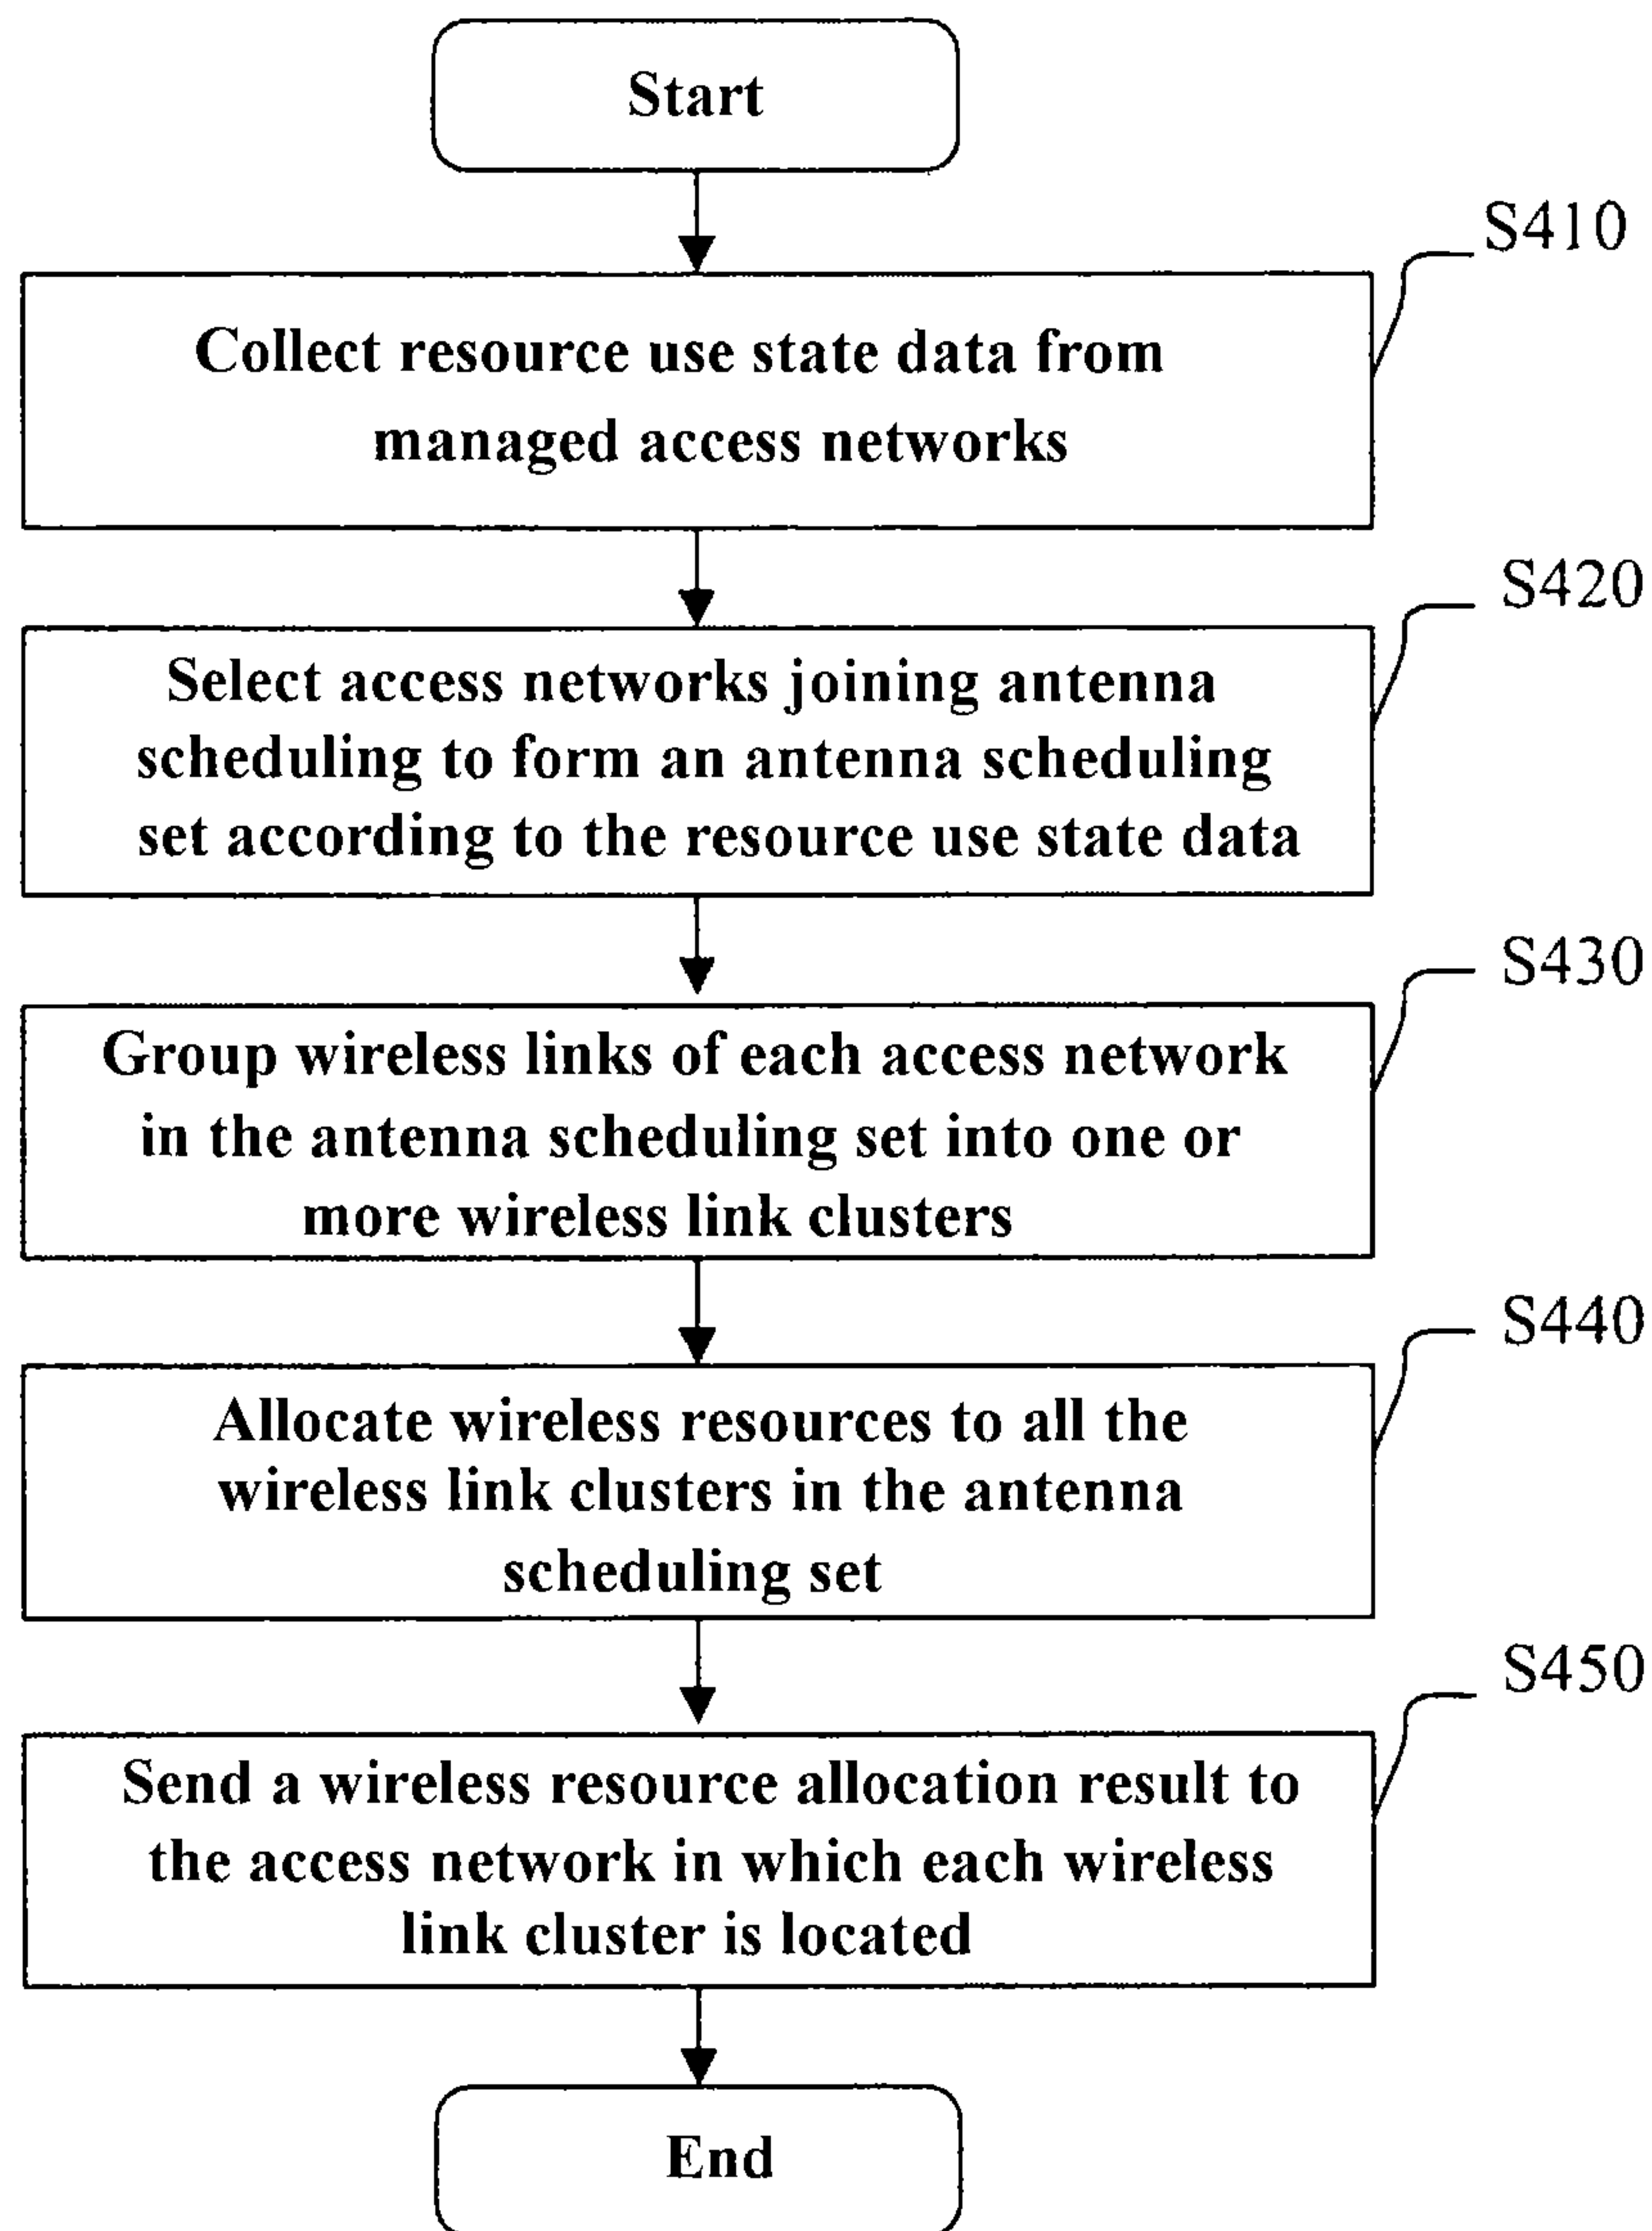 Start
S410
Collect resource use state data from
managed access networks
S420
Select access networks joining antenna
scheduling to form an antenna scheduling
set according to the resource use state data
S430
Group wireless links of each access network
in the antenna scheduling set into one or
more wireless link clusters
S440
Allocate wireless resources to all the
wireless link clusters in the antenna
scheduling set
S450
Send a wireless resource allocation result to
the access network in which each wireless
link cluster is located
End